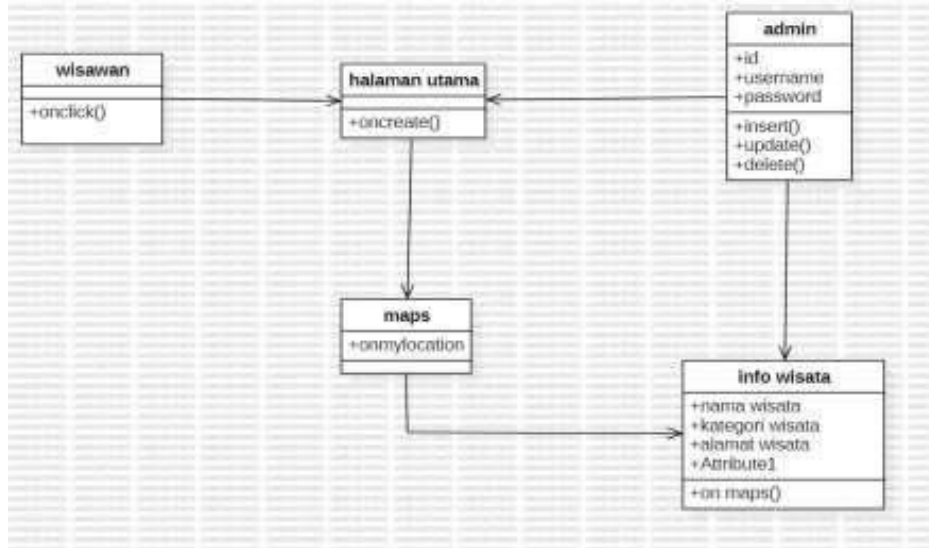 wisawan
+onclick()
halaman utama
+oncreate()
admin
+id
+username
+password
+insert()
+update()
+delete()
maps
+onmylocation
info wisata
+nama wisata
+kategori wisata
+alamat wisata
+Attribute1
+on maps()